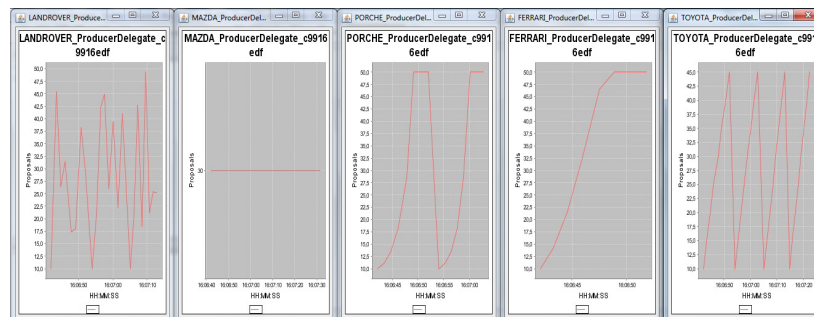 LANDROVER_Produce...
LANDROVER_ProducerDelegate_c
9916edf
Proposals
50,0
47,5
45,0
42,5
40,0
37,5
35,0
32,5
30,0
27,5
25,0
22,5
20,0
17,5
15,0
12,5
10,0
16:06:50 16:07:00 16:07:10
HH:MM:SS
MAZDA_ProducerDel...
MAZDA_ProducerDelegate_c9916
edf
Proposals
30
16:06:40 16:06:50 16:07:00 16:07:10 16:07:20 16:07:30
HH:MM:SS
PORCHE_ProducerDel...
PORCHE_ProducerDelegate_c991
6edf
Proposals
50,0
47,5
45,0
42,5
40,0
37,5
35,0
32,5
30,0
27,5
25,0
22,5
20,0
17,5
15,0
12,5
10,0
16:06:45 16:06:50 16:06:55 16:07:00
HH:MM:SS
FERRARI_ProducerDel...
FERRARI_ProducerDelegate_c991
6edf
Proposals
50,0
47,5
45,0
42,5
40,0
37,5
35,0
32,5
30,0
27,5
25,0
22,5
20,0
17,5
15,0
12,5
10,0
16:06:45 16:06:50
HH:MM:SS
TOYOTA_ProducerDel...
TOYOTA_ProducerDelegate_c991
6edf
Proposals
45,0
42,5
40,0
37,5
35,0
32,5
30,0
27,5
25,0
22,5
20,0
17,5
15,0
12,5
10,0
16:06:50 16:07:00 16:07:10 16:07:20
HH:MM:SS